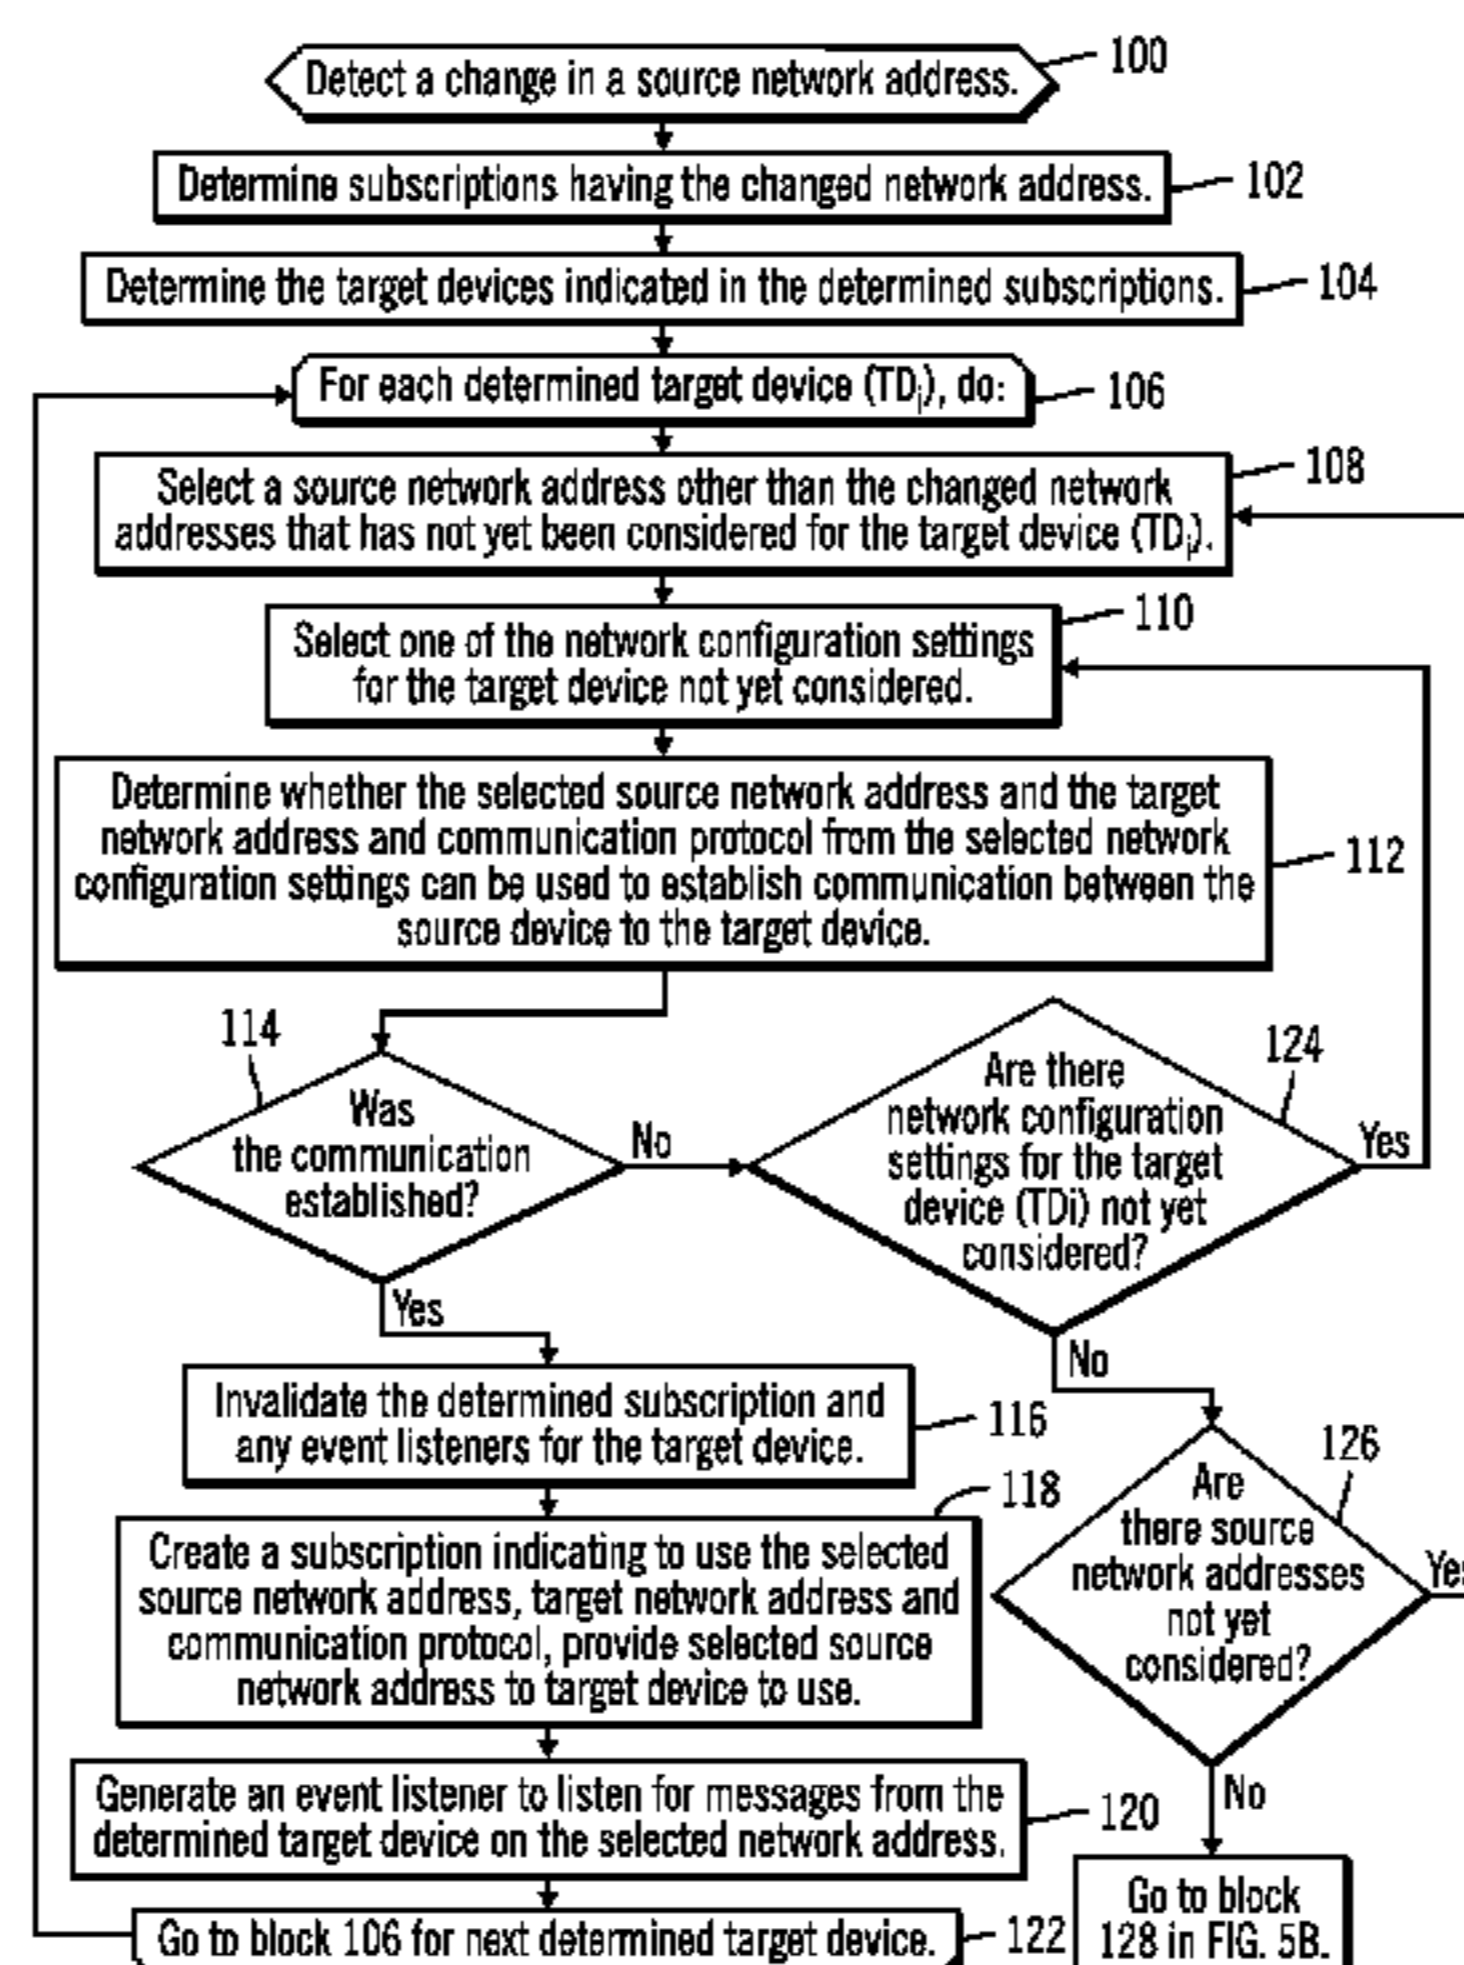 Detect a change in a source network address.
100
Determine subscriptions having the changed network address.
102
Determine the target devices indicated in the determined subscriptions.
104
For each determined target device (TDi), do:
106
Select a source network address other than the changed network
addresses that has not yet been considered for the target device (TDi).
108
Select one of the network configuration settings
for the target device not yet considered.
110
Determine whether the selected source network address and the target
network address and communication protocol from the selected network
configuration settings can be used to establish communication between the
source device to the target device.
112
114
Was
the communication
established?
No
Yes
124
Are there
network configuration
settings for the target
device (TDi) not yet
considered?
Yes
No
Invalidate the determined subscription and
any event listeners for the target device.
116
118
Create a subscription indicating to use the selected
source network address, target network address and
communication protocol, provide selected source
network address to target device to use.
126
Are
there source
network addresses
not yet
considered?
Yes
No
Generate an event listener to listen for messages from the
determined target device on the selected network address.
120
Go to block 106 for next determined target device.
122
Go to block
128 in FIG. 5B.